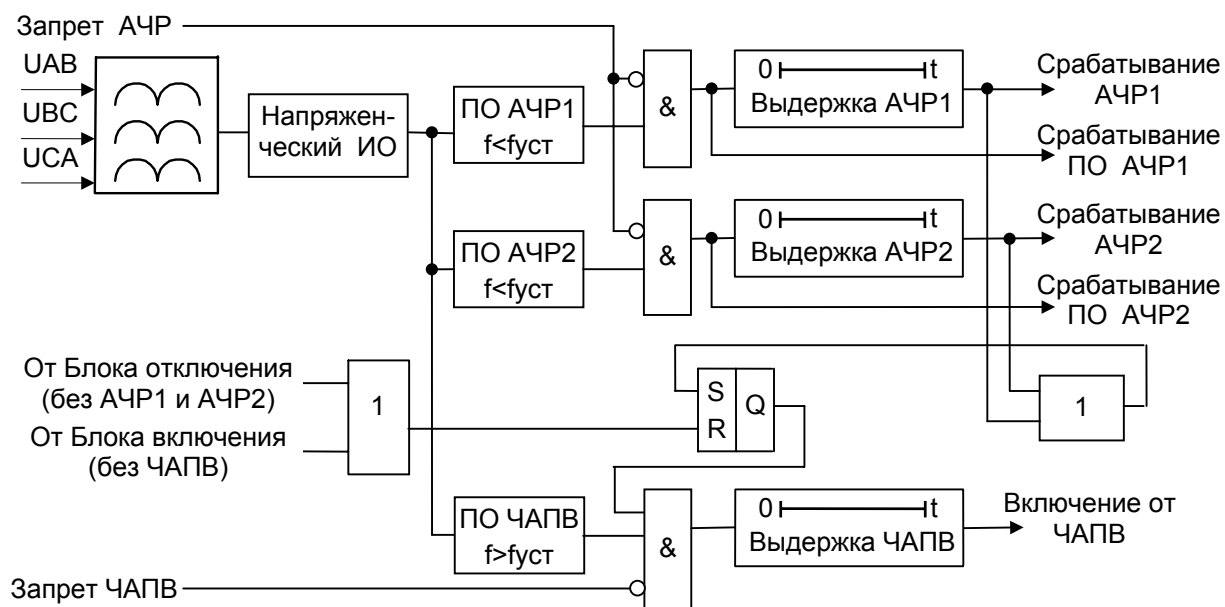 Запрет АЧР
UAB
UBC
UCA
Напряжен-
ческий ИО
ПО АЧР1
f<fуст
&
0 t
Выдержка АЧР1
Срабатывание
АЧР1
Срабатывание
ПО АЧР1
ПО АЧР2
f<fуст
&
0 t
Выдержка АЧР2
Срабатывание
АЧР2
Срабатывание
ПО АЧР2
От Блока отключения
(без АЧР1 и АЧР2)
От Блока включения
(без ЧАПВ)
1
S
R
Q
1
ПО ЧАПВ
f>fуст
&
0 t
Выдержка ЧАПВ
Включение от
ЧАПВ
Запрет ЧАПВ